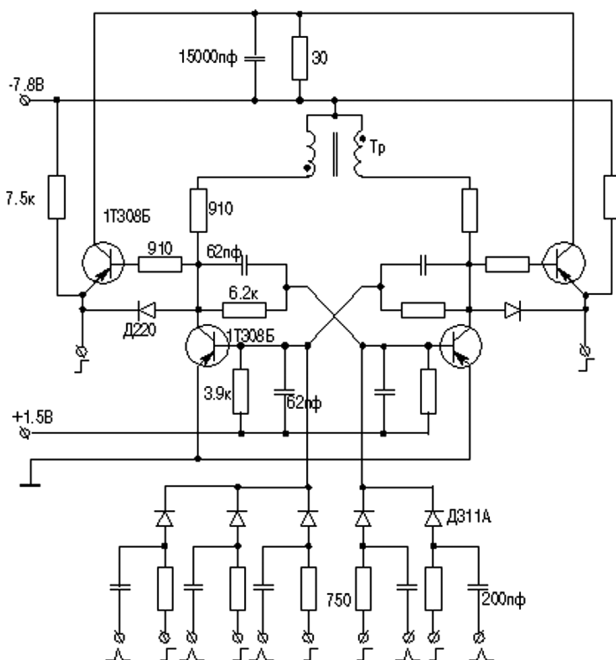 15000пф
30
-7.8В
Тр
7.5к
910
1Т308Б
910
62пф
6.2к
Д220
1Т308Б
3.9к
62пф
+1.5В
Д311А
750
200пф